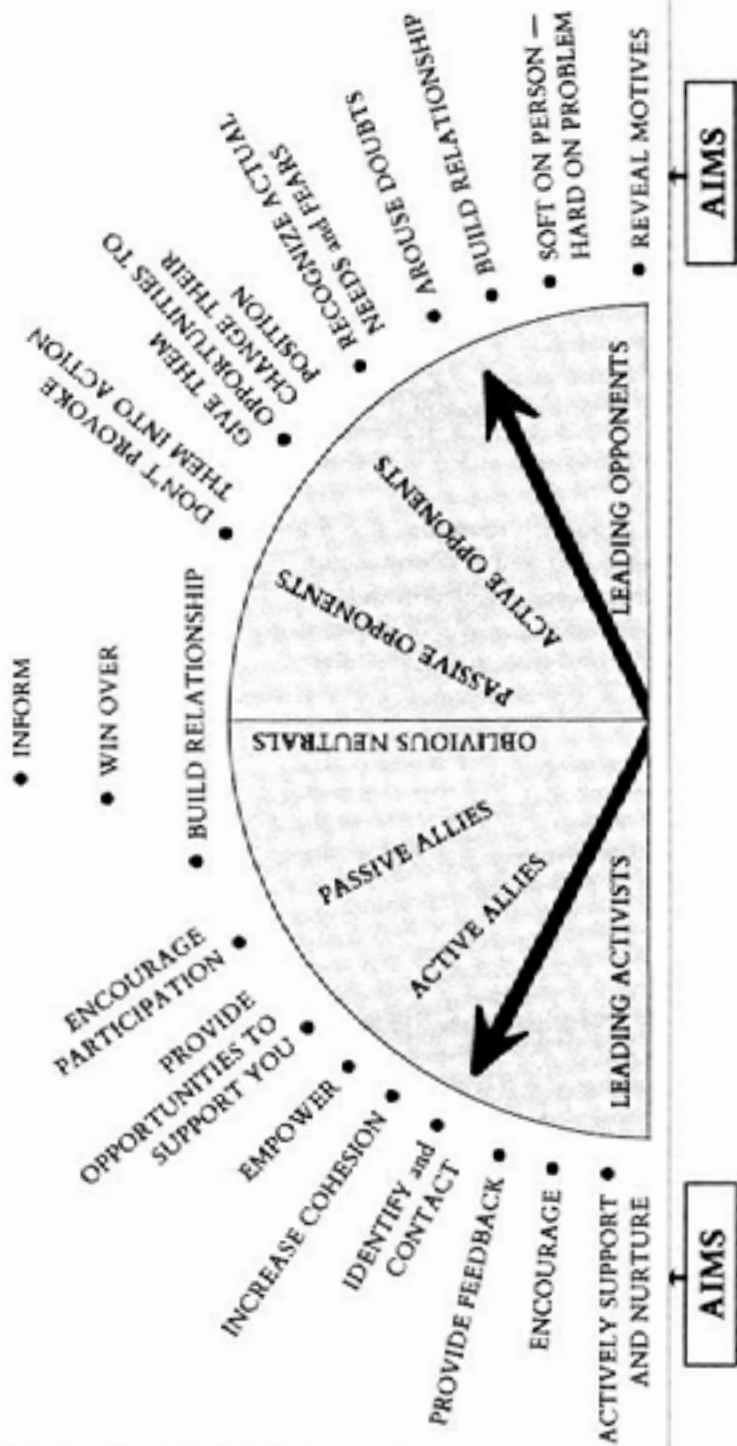 • INFORM
• WIN OVER
• BUILD RELATIONSHIP
• ENCOURAGE
PARTICIPATION
• PROVIDE
OPPORTUNITIES TO
SUPPORT YOU
• EMPOWER
• INCREASE COHESION
• IDENTIFY and
CONTACT
• PROVIDE FEEDBACK
• ENCOURAGE
• ACTIVELY SUPPORT
AND NURTURE
• DON'T PROVOKE
THEM INTO ACTION
• GIVE THEM
OPPORTUNITIES TO
CHANGE THEIR
POSITION
• RECOGNIZE ACTUAL
NEEDS and FEARS
• AROUSE DOUBTS
• BUILD RELATIONSHIP
• SOFT ON PERSON —
HARD ON PROBLEM
• REVEAL MOTIVES
LEADING ACTIVISTS
ACTIVE ALLIES
PASSIVE ALLIES
OBLIVIOUS NEUTRALS
PASSIVE OPPONENTS
ACTIVE OPPONENTS
LEADING OPPONENTS
AIMS
AIMS